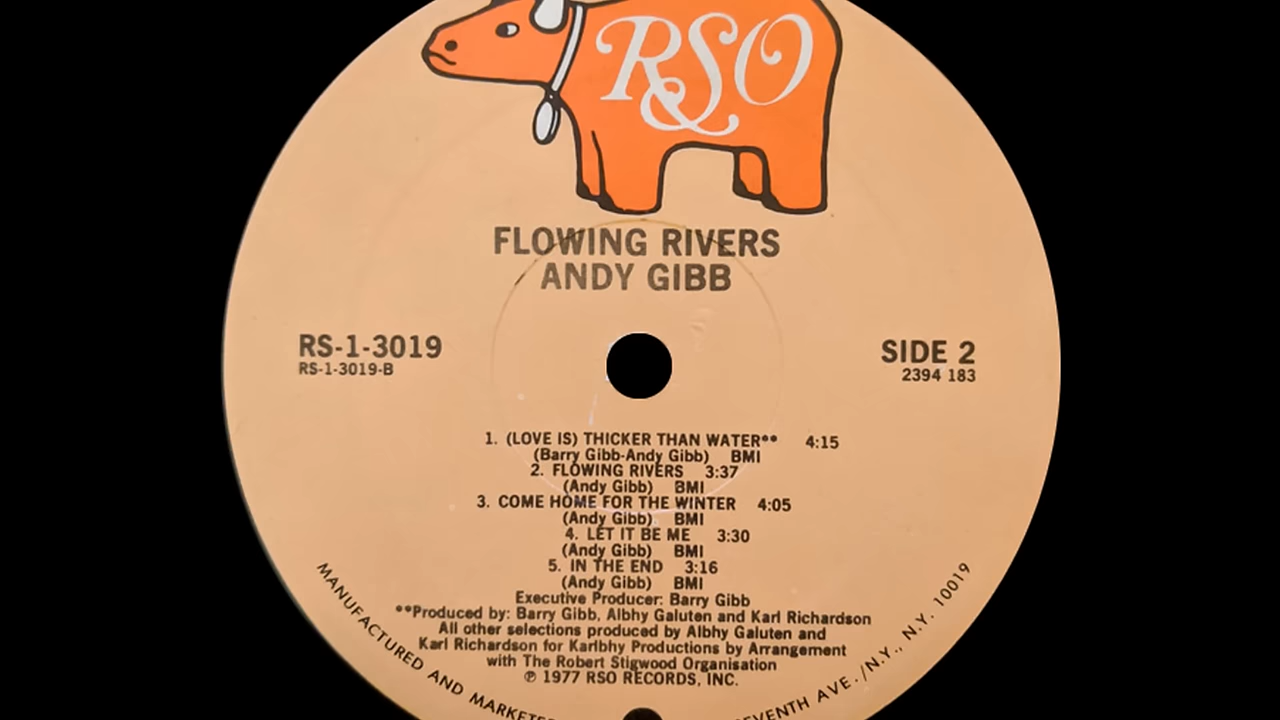 RSO
FLOWING RIVERS
ANDY GIBB
RS-1-3019
RS-1-3019-B
SIDE 2
2394 183
1. (LOVE IS) THICKER THAN WATER** 4:15
(Barry Gibb-Andy Gibb) BMI
2. FLOWING RIVERS 3:37
(Andy Gibb) BMI
3. COME HOME FOR THE WINTER 4:05
(Andy Gibb) BMI
4. LET IT BE ME 3:30
(Andy Gibb) BMI
5. IN THE END 3:16
(Andy Gibb) BMI
Executive Producer: Barry Gibb
**Produced by: Barry Gibb, Albhy Galuten and Karl Richardson
All other selections produced by Albhy Galuten and
Karl Richardson for Karlbhy Productions by Arrangement
with The Robert Stigwood Organisation
℗ 1977 RSO RECORDS, INC.
MANUFACTURED AND MARKETE
EVENTH AVE./N.Y., N.Y. 10019